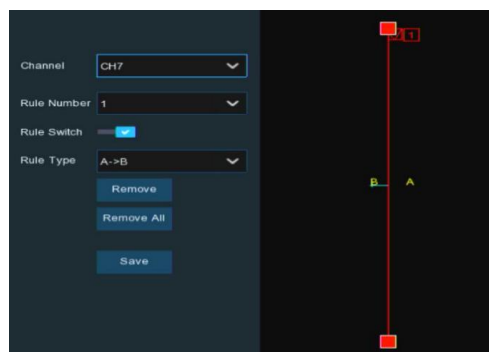 Channel CH7
Rule Number 1
Rule Switch
Rule Type A->B
Remove
Remove All
Save
1
B A